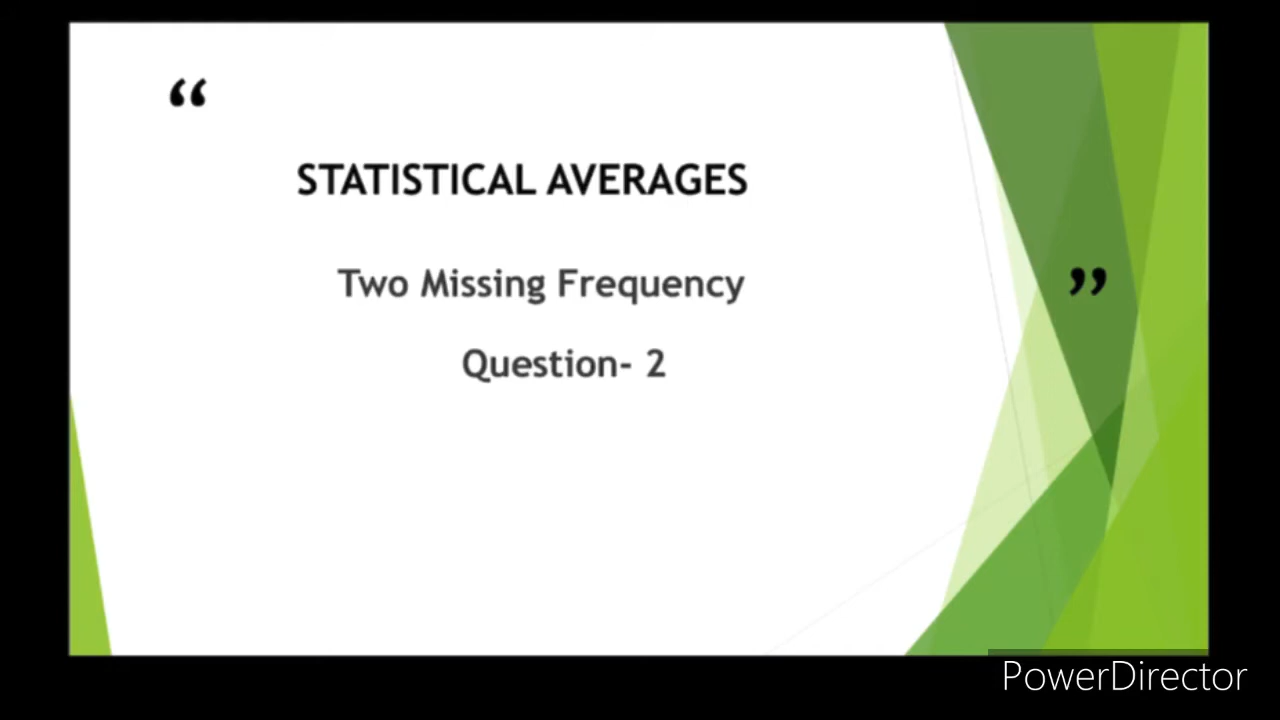 “
STATISTICAL AVERAGES
Two Missing Frequency
”
Question- 2
PowerDirector